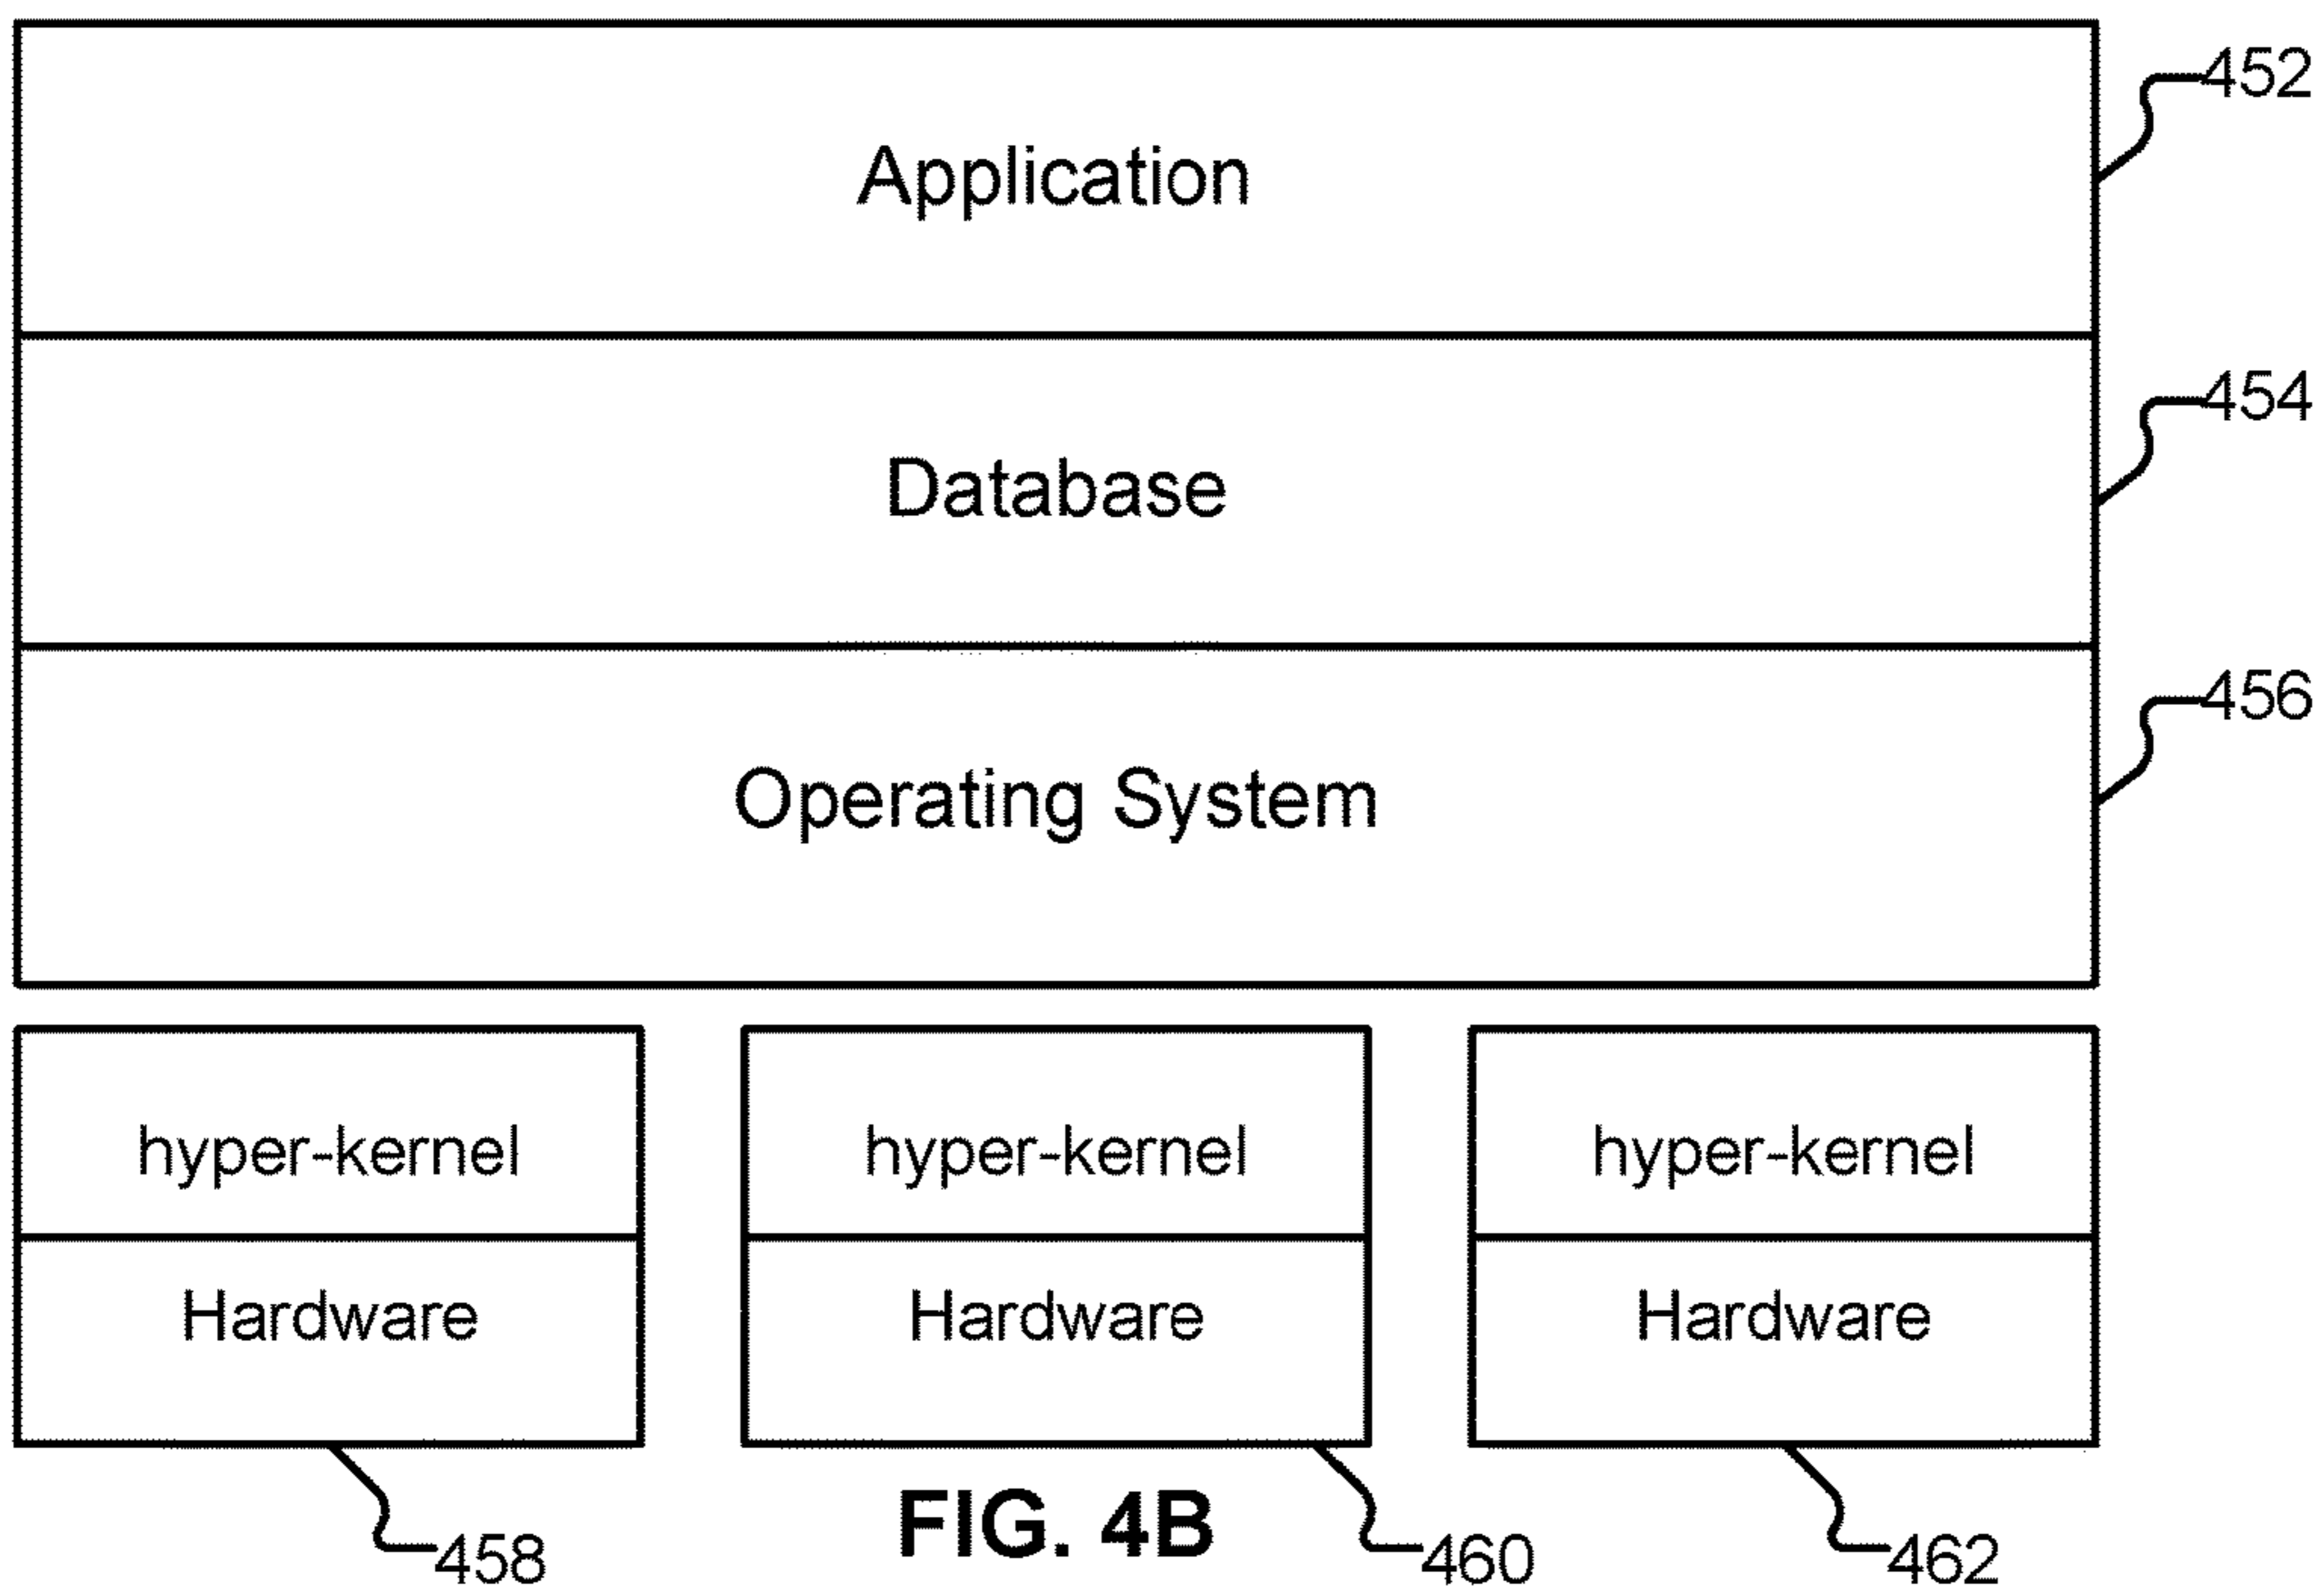 Application
452
Database
454
Operating System
456
hyper-kernel hyper-kernel hyper-kernel
Hardware Hardware Hardware
458 FIG. 4B 460 462